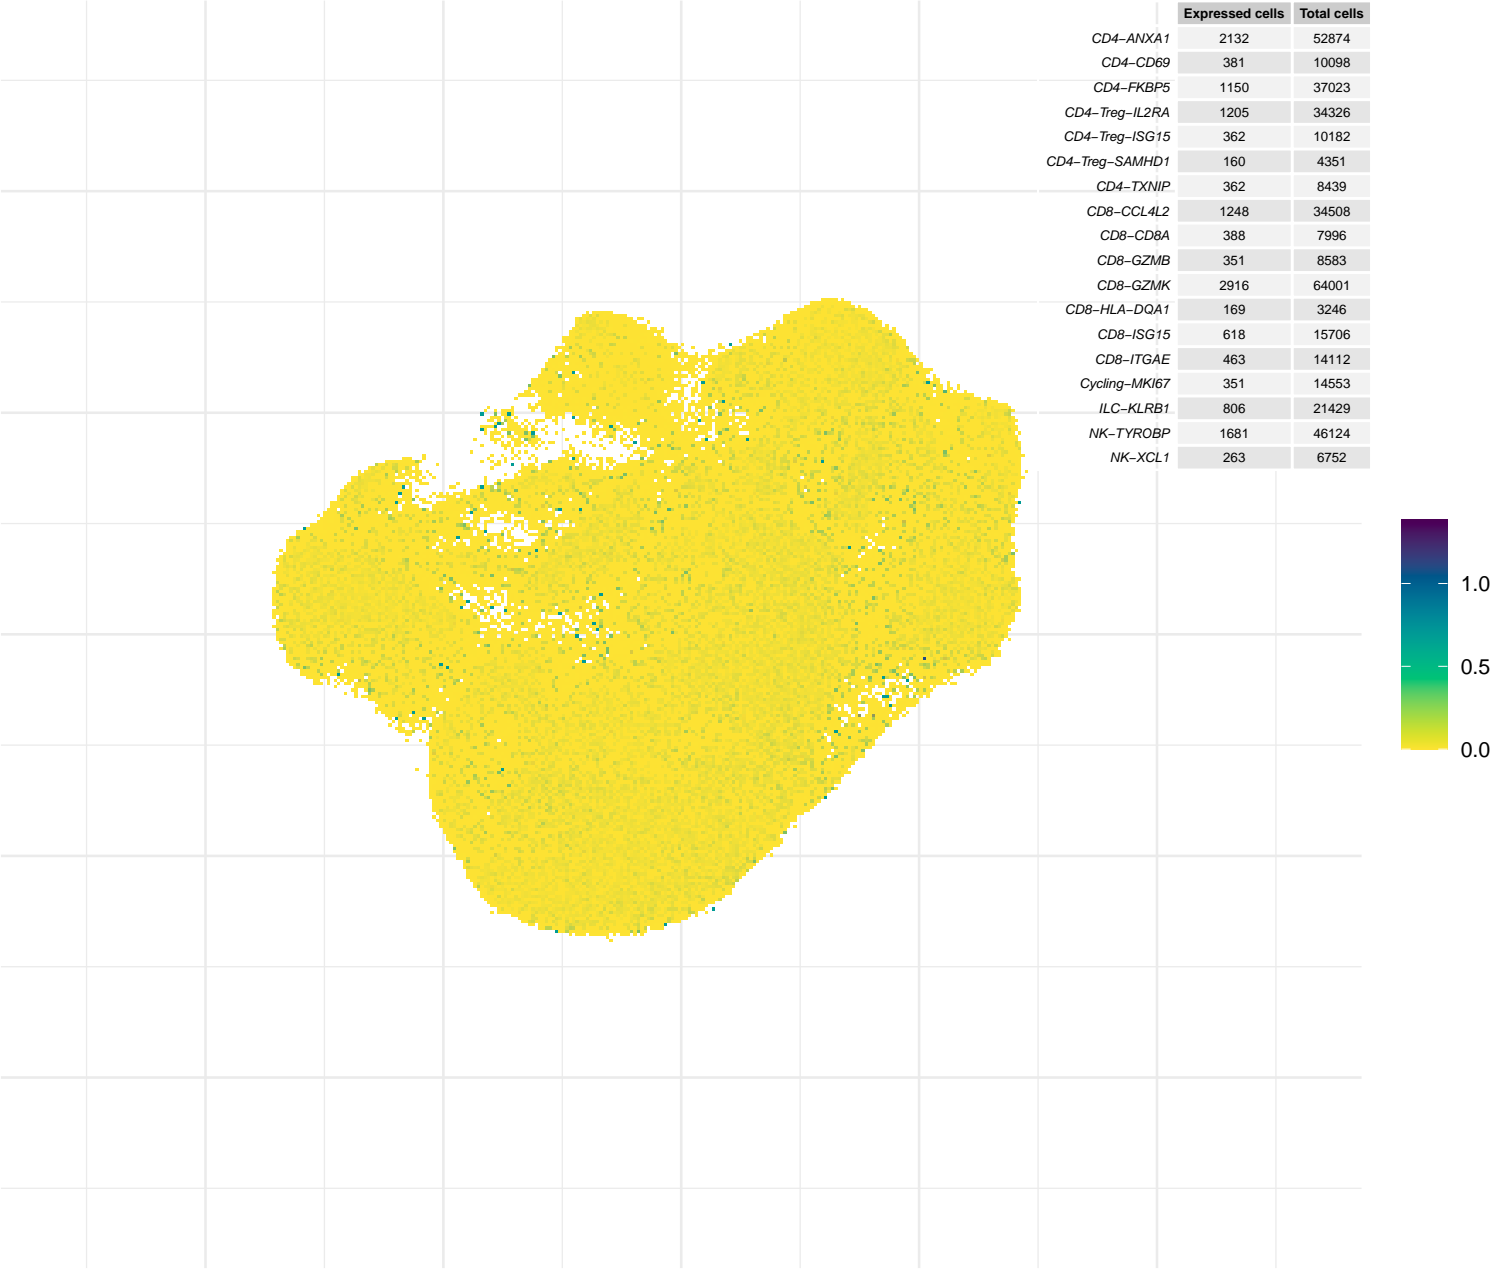 Expressed cells Total cells
CD4−ANXA1 2132 52874
CD4−CD69 381 10098
CD4−FKBP5 1150 37023
CD4−Treg−IL2RA 1205 34326
CD4−Treg−ISG15 362 10182
CD4−Treg−SAMHD1 160 4351
CD4−TXNIP 362 8439
CD8−CCL4L2 1248 34508
CD8−CD8A 388 7996
CD8−GZMB 351 8583
CD8−GZMK 2916 64001
CD8−HLA−DQA1 169 3246
CD8−ISG15 618 15706
CD8−ITGAE 463 14112
Cycling−MKI67 351 14553
ILC−KLRB1 806 21429
NK−TYROBP 1681 46124
NK−XCL1 263 6752
1.0
0.5
0.0